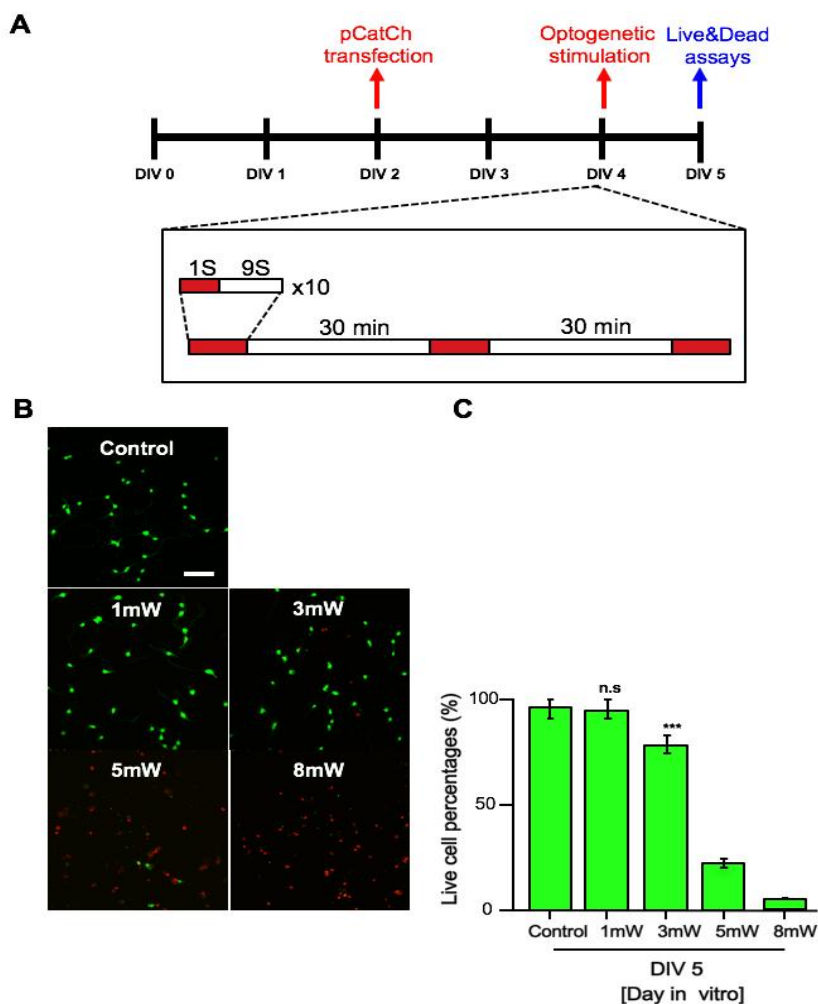 A
pCatCh
transfection
Optogenetic
stimulation
Live&Dead
assays
DIV 0
DIV 1
DIV 2
DIV 3
DIV 4
DIV 5
1S
9S
x10
30 min
30 min
B
Control
1mW
3mW
5mW
8mW
C
Live cell percentages (%)
100
50
0
n.s
***
Control
1mW
3mW
5mW
8mW
DIV 5
[Day in vitro]